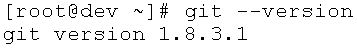 [root@dev ~]# git --version
git version 1.8.3.1